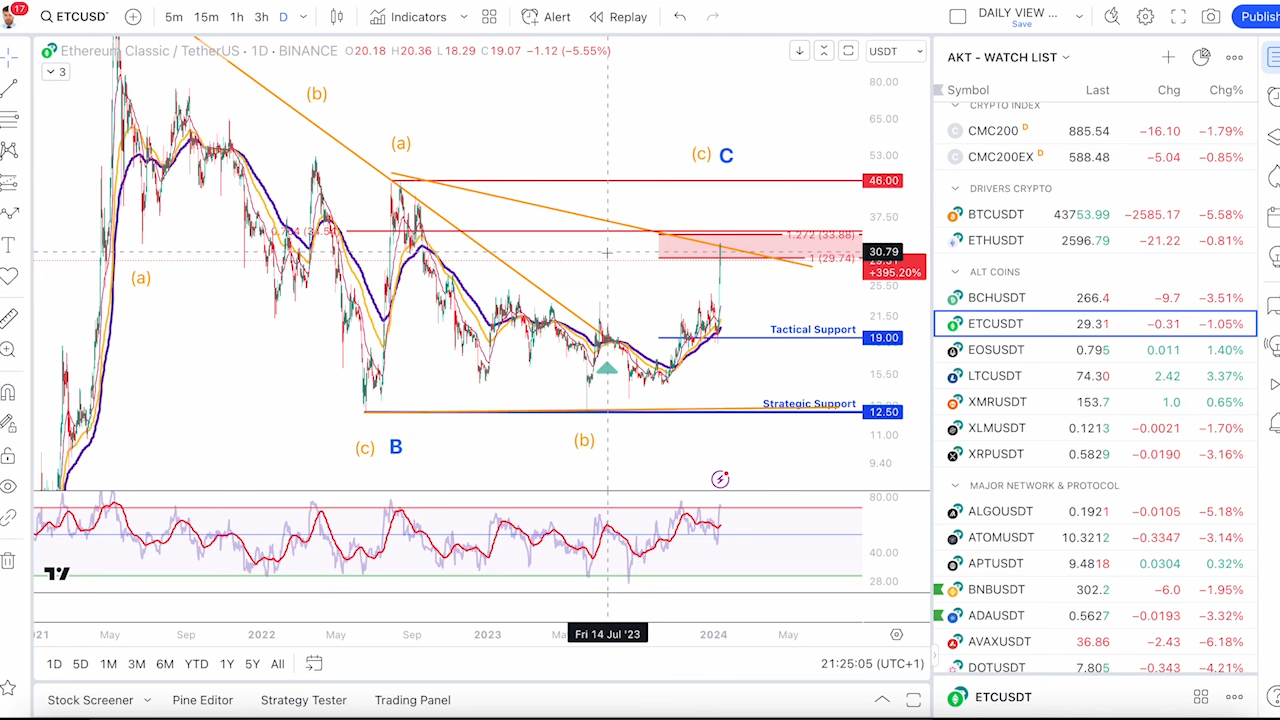 17 ETCUSDT 5m 15m 1h 3h D Indicators Alert Replay DAILY VIEW ... Save Publish
Ethereum Classic / TetherUS · 1D · BINANCE O20.18 H20.36 L18.29 C19.07 −1.12 (−5.55%)
3
USDT
80.00
65.00
53.00
46.00
37.50
1.272 (33.88)
30.79
1 (29.74)
+395.20%
25.50
21.50
Tactical Support
19.00
15.50
Strategic Support
12.50
11.00
9.40
(b)
(a)
(c) C
(a)
(c) B
(b)
80.00
40.00
28.00
May Sep 2022 May Sep 2023 Fri 14 Jul '23 2024 May
1D 5D 1M 3M 6M YTD 1Y 5Y All 21:25:05 (UTC+1)
Stock Screener Pine Editor Strategy Tester Trading Panel
AKT - WATCH LIST
Symbol Last Chg Chg%
CRYPTO INDEX
CMC200 D 885.54 −16.10 −1.79%
CMC200EX D 588.48 −5.04 −0.85%
DRIVERS CRYPTO
BTCUSDT 43753.99 −2585.17 −5.58%
ETHUSDT 2596.79 −21.22 −0.81%
ALT COINS
BCHUSDT 266.4 −9.7 −3.51%
ETCUSDT 29.31 −0.31 −1.05%
EOSUSDT 0.795 0.011 1.40%
LTCUSDT 74.30 2.42 3.37%
XMRUSDT 153.7 1.0 0.65%
XLMUSDT 0.1213 −0.0021 −1.70%
XRPUSDT 0.5829 −0.0190 −3.16%
MAJOR NETWORK & PROTOCOL
ALGOUSDT 0.1921 −0.0105 −5.18%
ATOMUSDT 10.3212 −0.3347 −3.14%
APTUSDT 9.4818 0.0304 0.32%
BNBUSDT 302.2 −6.0 −1.95%
ADAUSDT 0.5627 −0.0193 −3.32%
AVAXUSDT 36.86 −2.43 −6.18%
DOTUSDT 7.805 −0.343 −4.21%
ETCUSDT